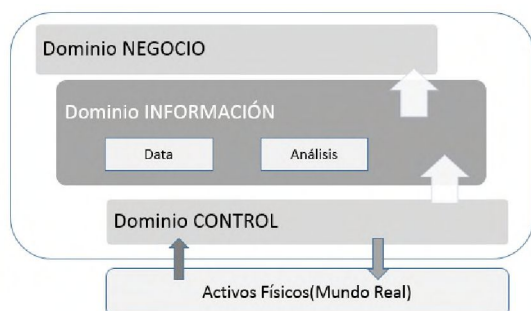 Dominio NEGOCIO
Dominio INFORMACIÓN
Data
Análisis
Dominio CONTROL
Activos Físicos(Mundo Real)